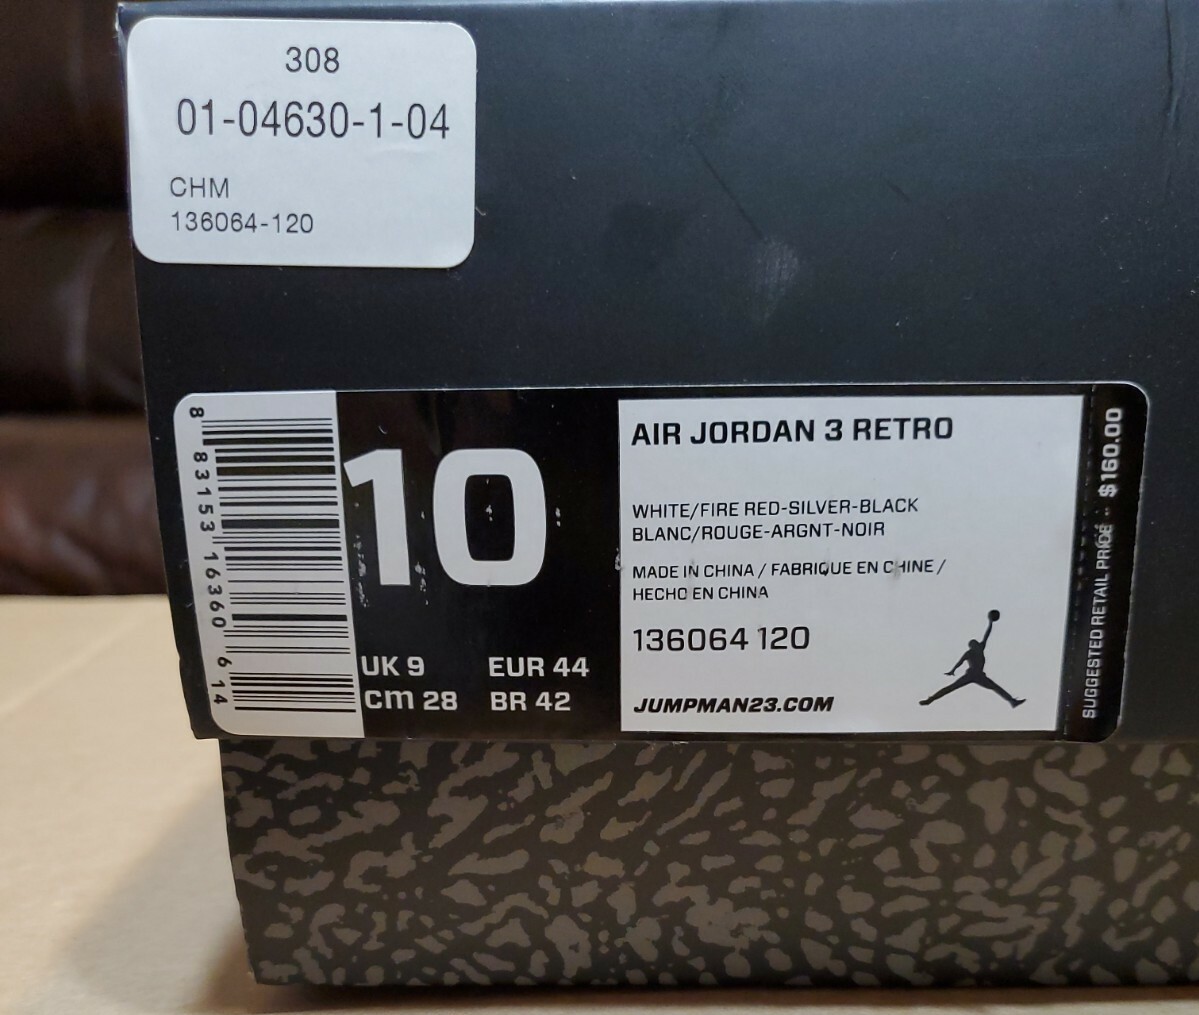 308
01-04630-1-04
CHM
136064-120
8 83153 16360 6 14
10
UK 9 EUR 44
cm 28 BR 42
AIR JORDAN 3 RETRO
WHITE/FIRE RED-SILVER-BLACK
BLANC/ROUGE-ARGNT-NOIR
MADE IN CHINA / FABRIQUE EN CHINE /
HECHO EN CHINA
136064 120
JUMPMAN23.COM
SUGGESTED RETAIL PRICE $160.00